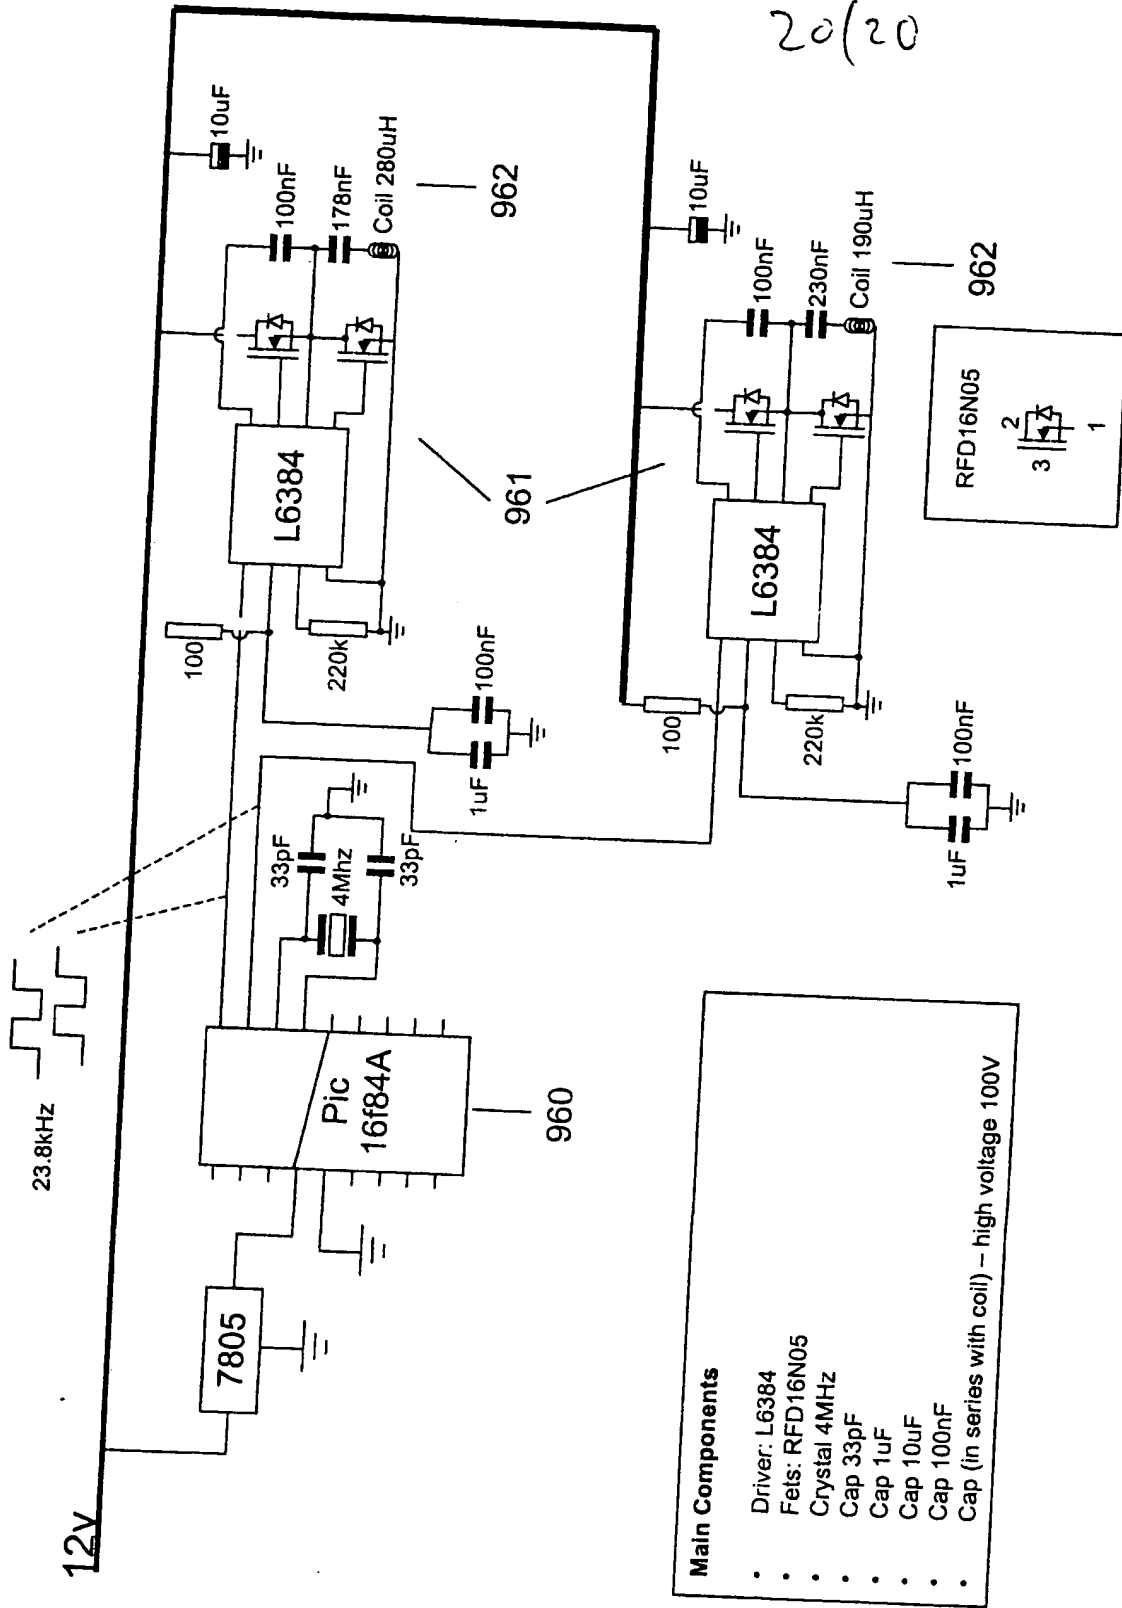 20/20
12v
23.8kHz
7805
Pic
16f84A
960
33pF
4Mhz
33pF
100
220k
L6384
1uF
100nF
10uF
100nF
178nF
Coil 280uH
962
961
100
220k
L6384
1uF
100nF
10uF
100nF
230nF
Coil 190uH
962
RFD16N05
2
3
1
Main Components
• Driver: L6384
• Fets: RFD16N05
• Crystal 4MHz
• Cap 33pF
• Cap 1uF
• Cap 10uF
• Cap 100nF
• Cap (in series with coil) – high voltage 100V